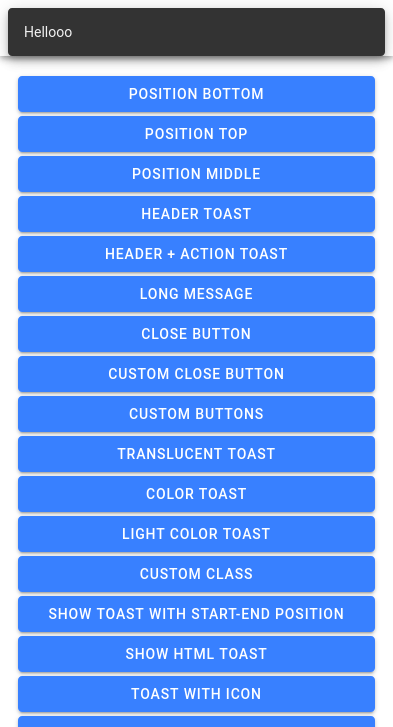 Hellooo
POSITION BOTTOM
POSITION TOP
POSITION MIDDLE
HEADER TOAST
HEADER + ACTION TOAST
LONG MESSAGE
CLOSE BUTTON
CUSTOM CLOSE BUTTON
CUSTOM BUTTONS
TRANSLUCENT TOAST
COLOR TOAST
LIGHT COLOR TOAST
CUSTOM CLASS
SHOW TOAST WITH START-END POSITION
SHOW HTML TOAST
TOAST WITH ICON